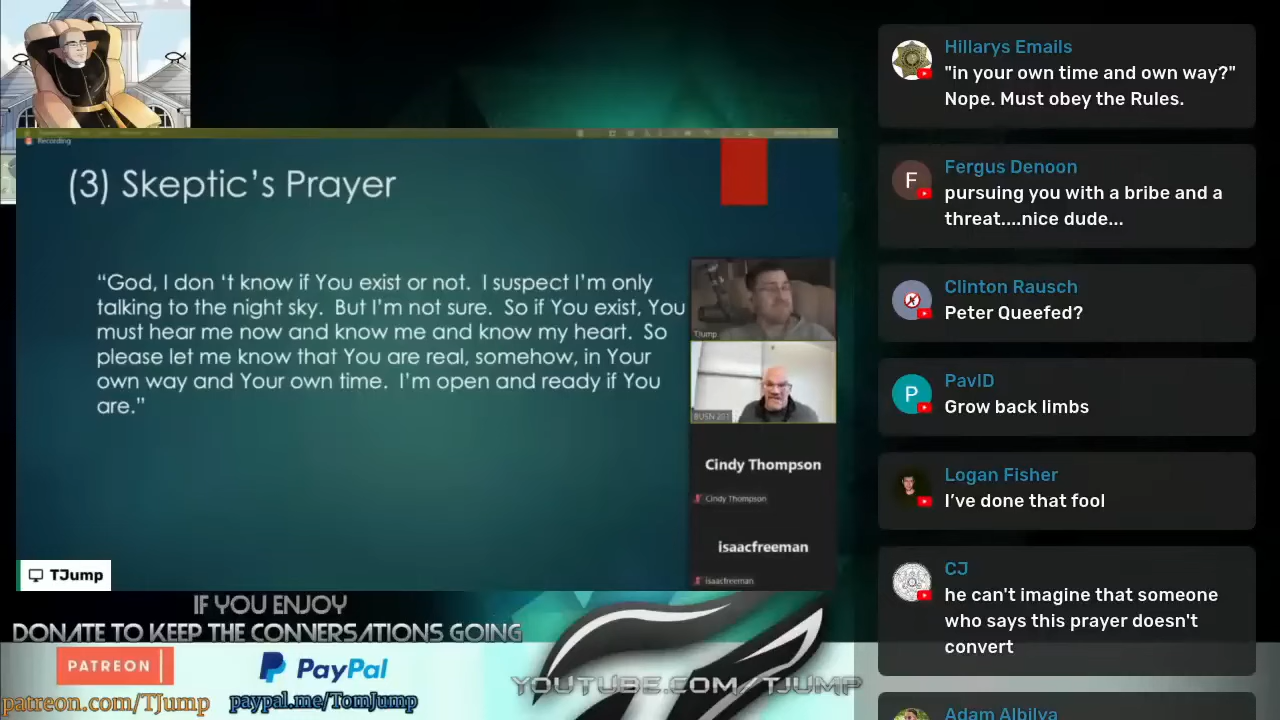 Recording
(3) Skeptic's Prayer
“God, I don ‘t know if You exist or not. I suspect I’m only
talking to the night sky. But I’m not sure. So if You exist, You
must hear me now and know me and know my heart. So
please let me know that You are real, somehow, in Your
own way and Your own time. I’m open and ready if You
are.”
TJump
BUSN 201
Cindy Thompson
Cindy Thompson
isaacfreeman
isaacfreeman
TJump
IF YOU ENJOY
DONATE TO KEEP THE CONVERSATIONS GOING
PATREON
PayPal
patreon.com/TJump
paypal.me/TomJump
YOUTUBE.COM/TJUMP
Hillarys Emails
"in your own time and own way?"
Nope. Must obey the Rules.
F
Fergus Denoon
pursuing you with a bribe and a
threat....nice dude...
Clinton Rausch
Peter Queefed?
P
PavID
Grow back limbs
Logan Fisher
I’ve done that fool
CJ
he can't imagine that someone
who says this prayer doesn't
convert
Adam Albilya